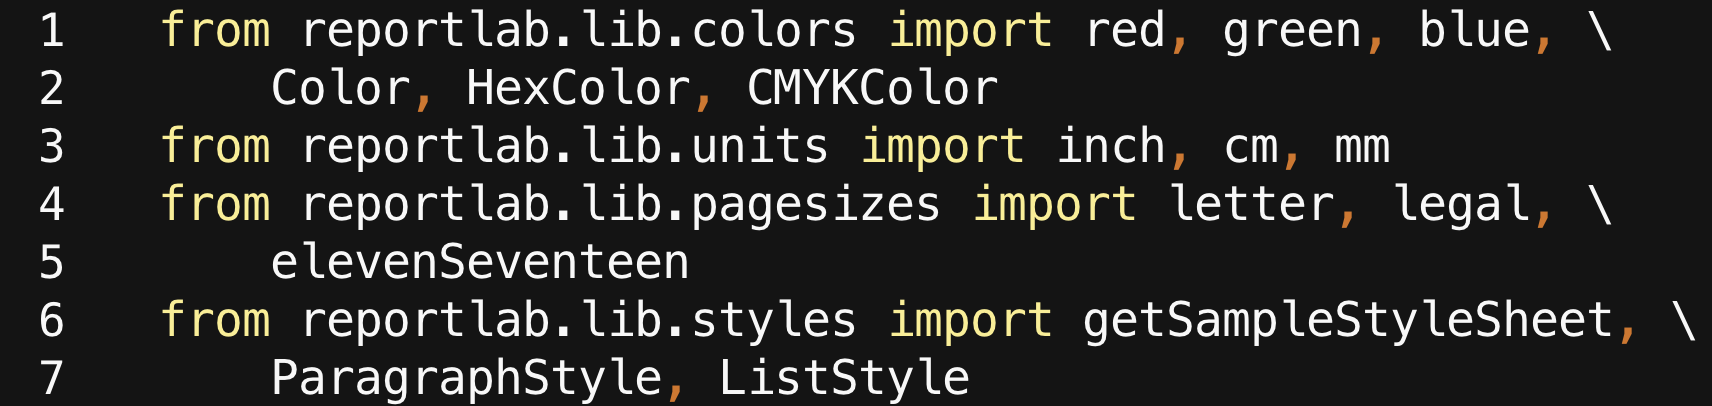 1 from reportlab.lib.colors import red, green, blue, \
2 Color, HexColor, CMYKColor
3 from reportlab.lib.units import inch, cm, mm
4 from reportlab.lib.pagesizes import letter, legal, \
5 elevenSeventeen
6 from reportlab.lib.styles import getSampleStyleSheet, \
7 ParagraphStyle, ListStyle